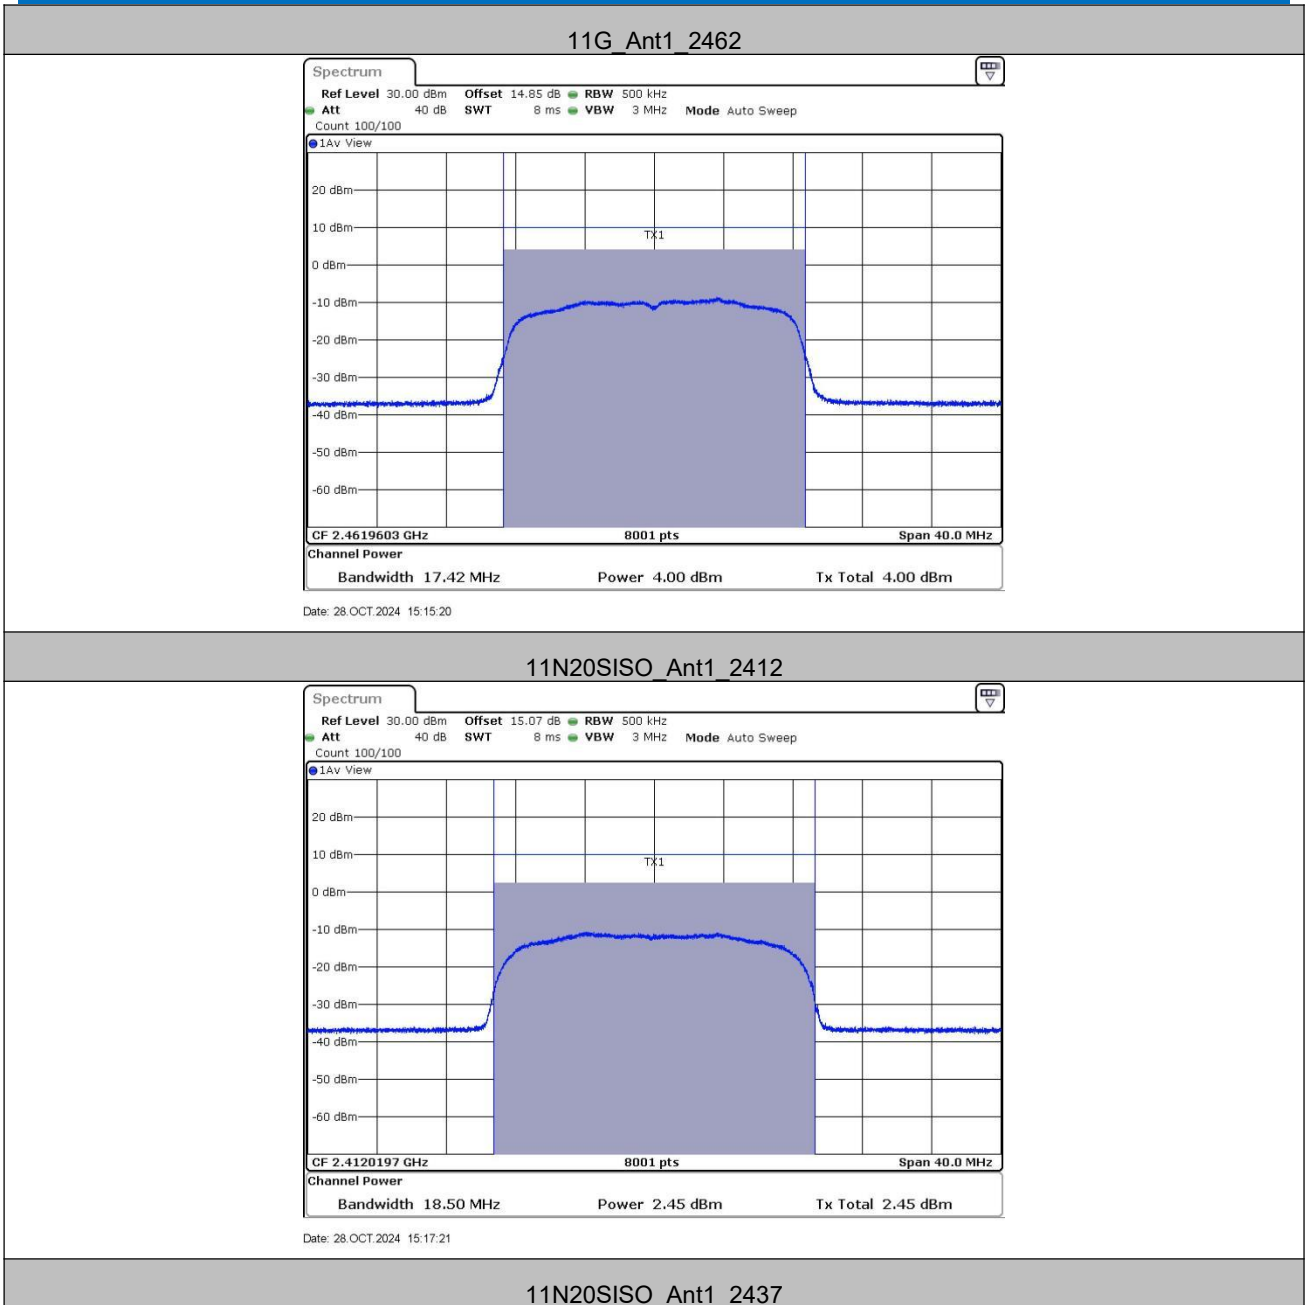 11G_Ant1_2462
Spectrum
Ref Level 30.00 dBm Offset 14.85 dB RBW 500 kHz
Att 40 dB SWT 8 ms VBW 3 MHz Mode Auto Sweep
Count 100/100
1Av View
20 dBm
10 dBm
TX1
0 dBm
-10 dBm
-20 dBm
-30 dBm
-40 dBm
-50 dBm
-60 dBm
CF 2.4619603 GHz 8001 pts Span 40.0 MHz
Channel Power
Bandwidth 17.42 MHz Power 4.00 dBm Tx Total 4.00 dBm
Date: 28.OCT.2024 15:15:20
11N20SISO_Ant1_2412
Spectrum
Ref Level 30.00 dBm Offset 15.07 dB RBW 500 kHz
Att 40 dB SWT 8 ms VBW 3 MHz Mode Auto Sweep
Count 100/100
1Av View
20 dBm
10 dBm
TX1
0 dBm
-10 dBm
-20 dBm
-30 dBm
-40 dBm
-50 dBm
-60 dBm
CF 2.4120197 GHz 8001 pts Span 40.0 MHz
Channel Power
Bandwidth 18.50 MHz Power 2.45 dBm Tx Total 2.45 dBm
Date: 28.OCT.2024 15:17:21
11N20SISO_Ant1_2437